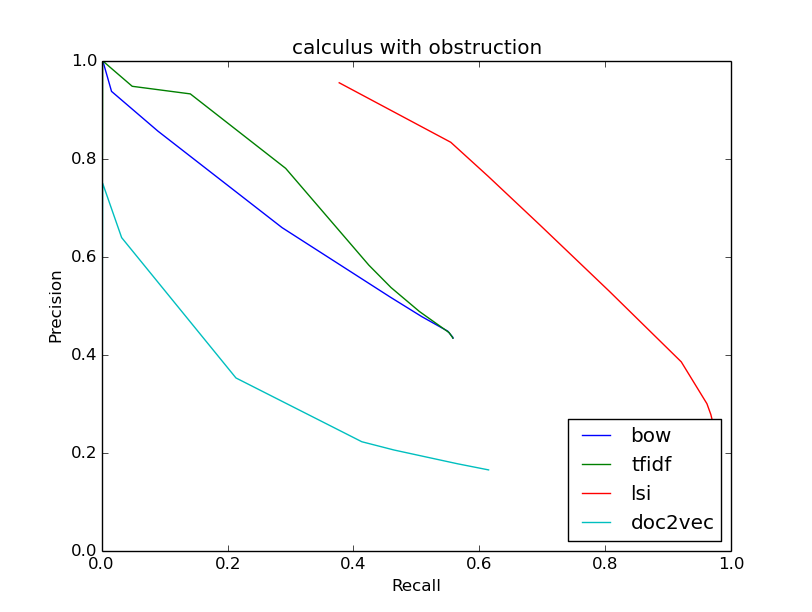 calculus with obstruction
1.0
0.8
0.6
0.4
0.2
0.0
Precision
0.0 0.2 0.4 0.6 0.8 1.0
Recall
bow
tfidf
lsi
doc2vec